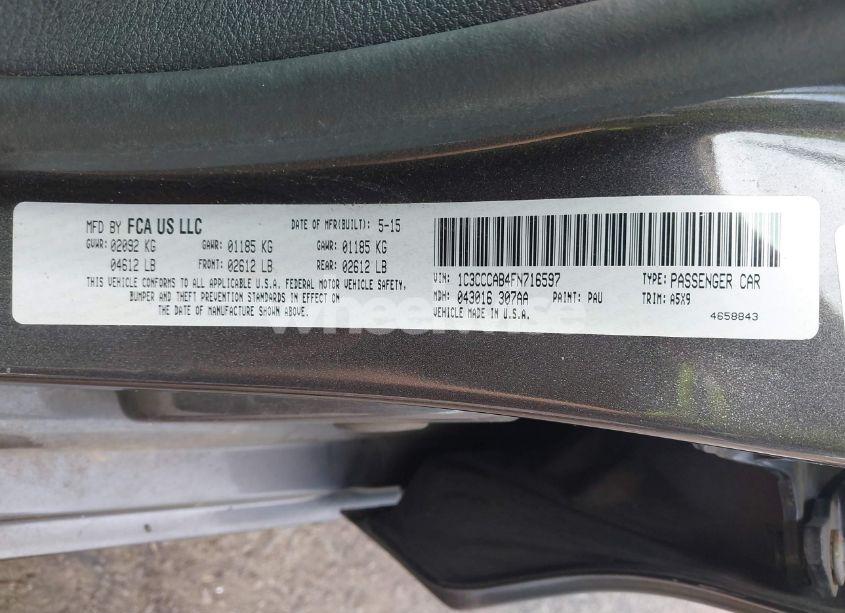 MFD BY FCA US LLC DATE OF MFR(BUILT): 5-15
GVWR: 02092 KG GAWR: 01185 KG GAWR: 01185 KG
04612 LB FRONT: 02612 LB REAR: 02612 LB
THIS VEHICLE CONFORMS TO ALL APPLICABLE U.S.A. FEDERAL MOTOR VEHICLE SAFETY,
BUMPER AND THEFT PREVENTION STANDARDS IN EFFECT ON
THE DATE OF MANUFACTURE SHOWN ABOVE.
VIN: 1C3CCCAB4FN716597 TYPE: PASSENGER CAR
MDH: 043016 307AA PAINT: PAU TRIM: A5X9
VEHICLE MADE IN U.S.A. 4658843